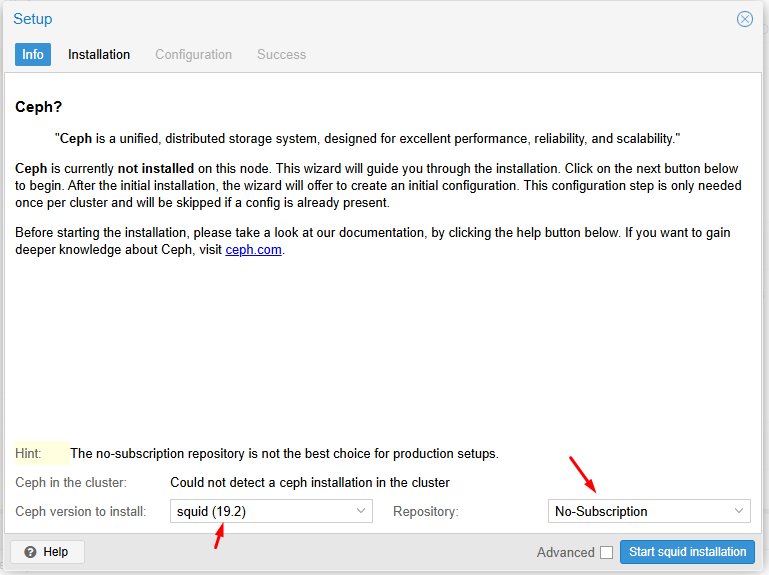 Setup
Info Installation Configuration Success
Ceph?
"Ceph is a unified, distributed storage system, designed for excellent performance, reliability, and scalability."
Ceph is currently not installed on this node. This wizard will guide you through the installation. Click on the next button below
to begin. After the initial installation, the wizard will offer to create an initial configuration. This configuration step is only needed
once per cluster and will be skipped if a config is already present.
Before starting the installation, please take a look at our documentation, by clicking the help button below. If you want to gain
deeper knowledge about Ceph, visit ceph.com.
Hint: The no-subscription repository is not the best choice for production setups.
Ceph in the cluster: Could not detect a ceph installation in the cluster
Ceph version to install: squid (19.2) Repository: No-Subscription
Help Advanced Start squid installation